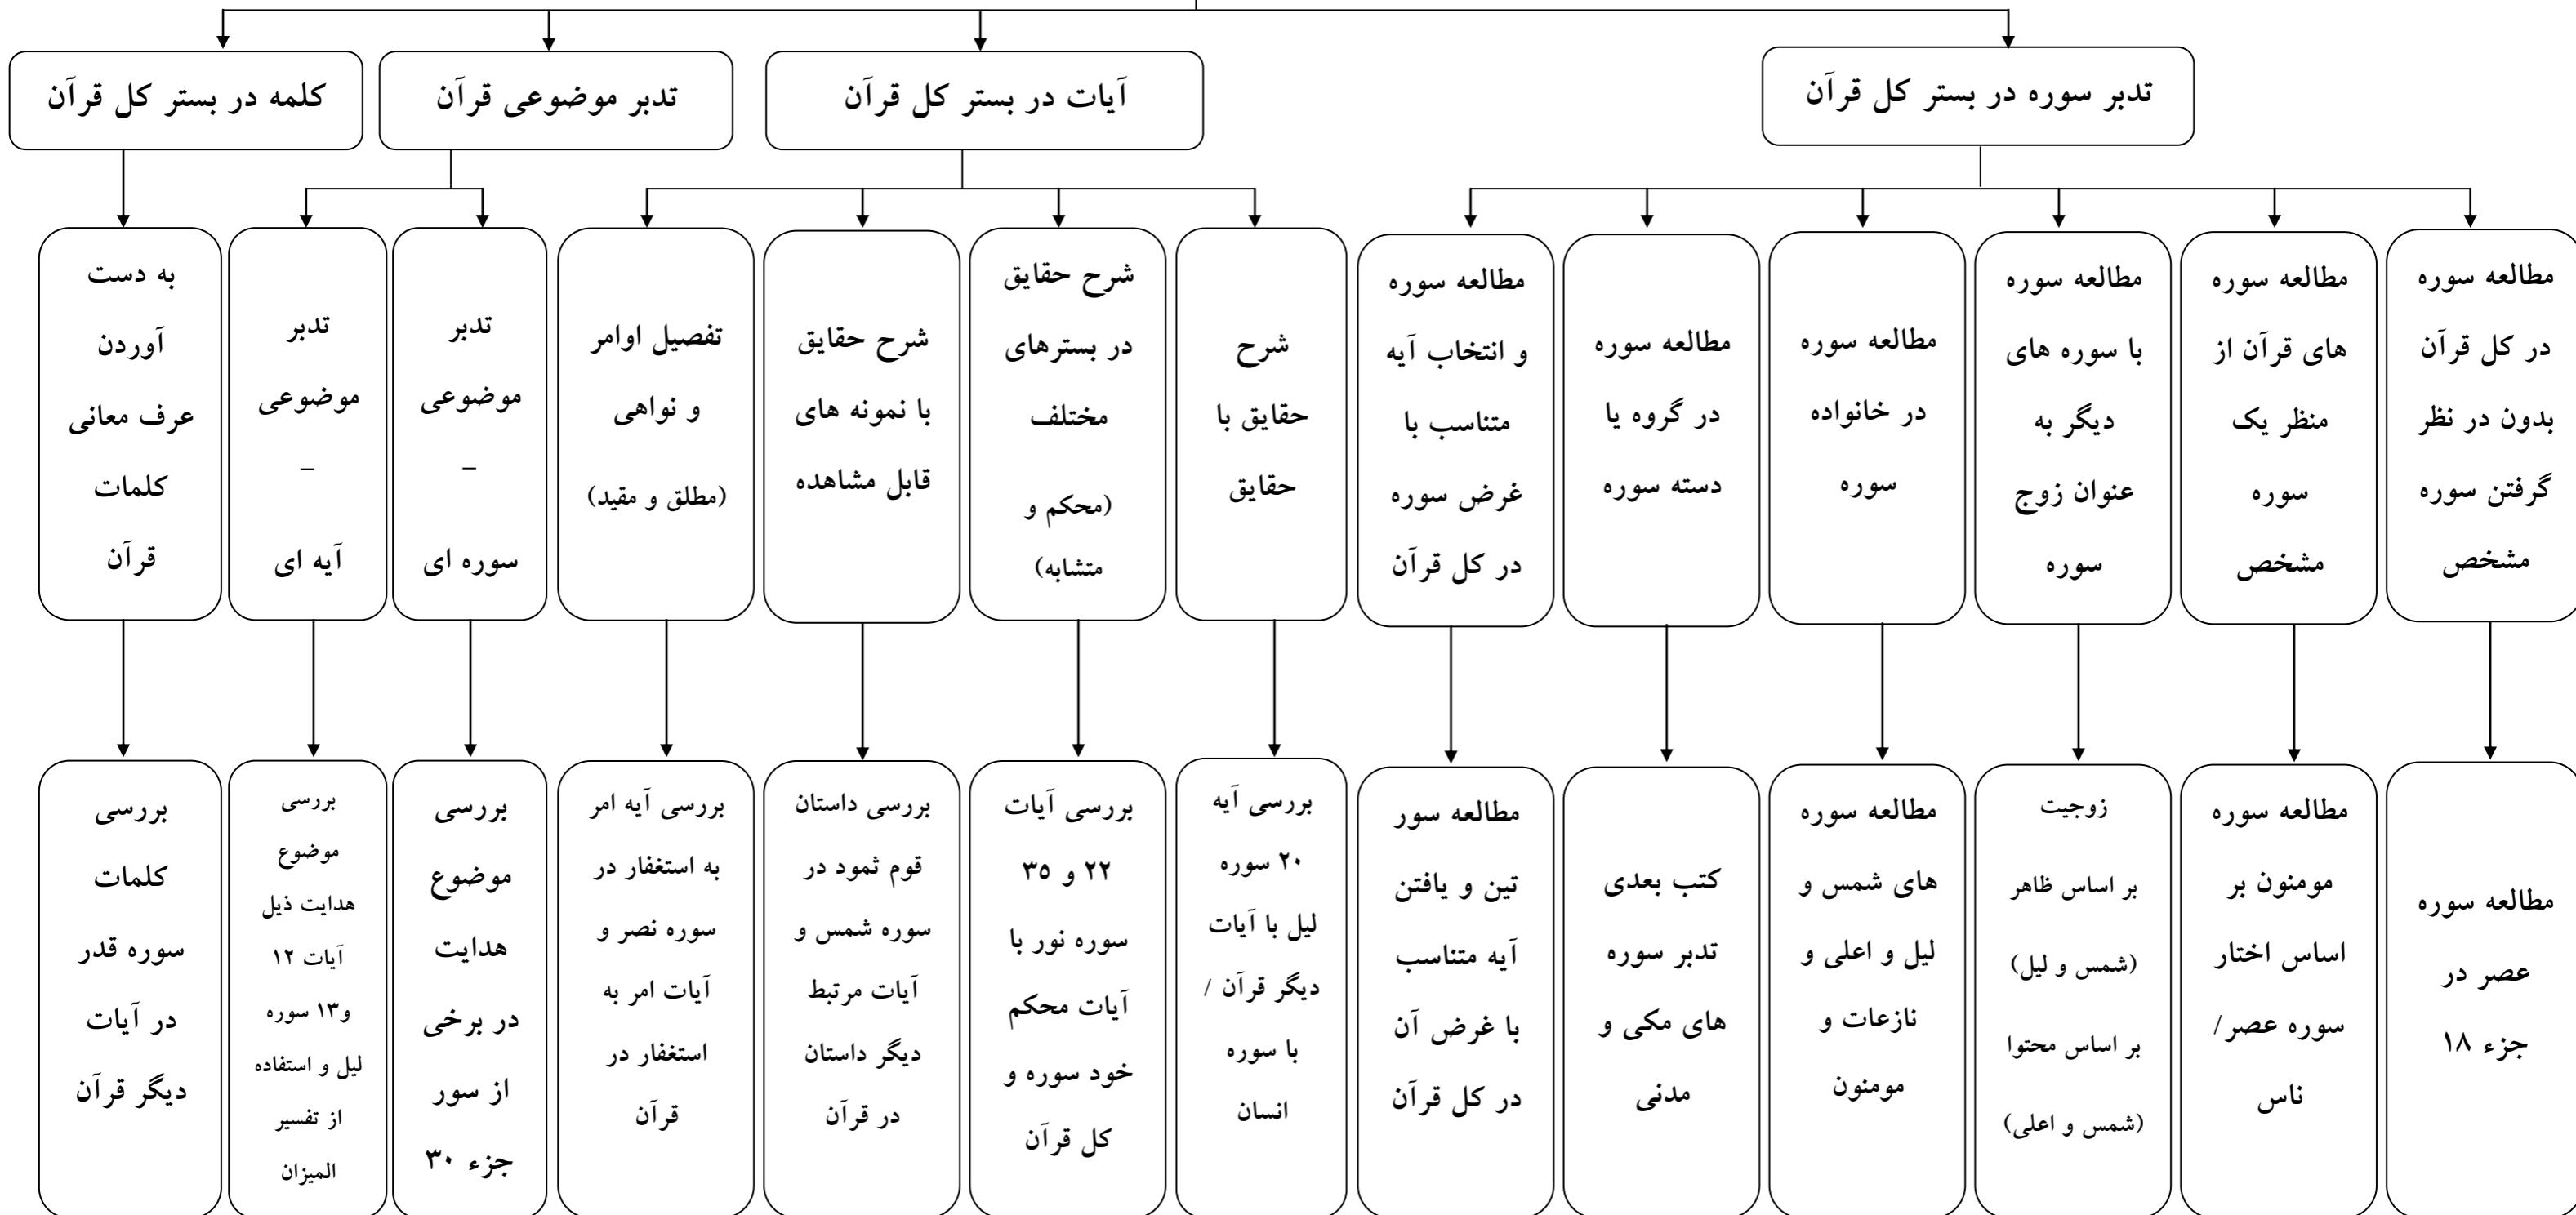 تدبر سوره در بستر کل قرآن
آیات در بستر کل قرآن
تدبر موضوعی قرآن
کلمه در بستر کل قرآن
مطالعه سوره
در کل قرآن
بدون در نظر
گرفتن سوره
مشخص
مطالعه سوره
های قرآن از
منظر یک
سوره
مشخص
مطالعه سوره
با سوره های
دیگر به
عنوان زوج
سوره
مطالعه سوره
در خانواده
سوره
مطالعه سوره
در گروه یا
دسته سوره
مطالعه سوره
و انتخاب آیه
متناسب با
غرض سوره
در کل قرآن
شرح
حقایق با
حقایق
شرح حقایق
در بسترهای
مختلف
(محکم و
متشابه)
شرح حقایق
با نمونه های
قابل مشاهده
تفصیل اوامر
و نواهی
(مطلق و مقید)
تدبر
موضوعی
–
سوره ای
تدبر
موضوعی
–
آیه ای
به دست
آوردن
عرف معانی
کلمات
قرآن
مطالعه سوره
عصر در
جزء ۱۸
مطالعه سوره
مومنون بر
اساس اختار
سوره عصر/
ناس
زوجیت
بر اساس ظاهر
(شمس و لیل)
بر اساس محتوا
(شمس و اعلی)
مطالعه سوره
های شمس و
لیل و اعلی و
نازعات و
مومنون
کتب بعدی
تدبر سوره
های مکی و
مدنی
مطالعه سور
تین و یافتن
آیه متناسب
با غرض آن
در کل قرآن
بررسی آیه
۲۰ سوره
لیل با آیات
دیگر قرآن /
با سوره
انسان
بررسی آیات
۲۲ و ۳۵
سوره نور با
آیات محکم
خود سوره و
کل قرآن
بررسی داستان
قوم ثمود در
سوره شمس و
آیات مرتبط
دیگر داستان
در قرآن
بررسی آیه امر
به استغفار در
سوره نصر و
آیات امر به
استغفار در
قرآن
بررسی
موضوع
هدایت
در برخی
از سور
جزء ۳۰
بررسی
موضوع
هدایت ذیل
آیات ۱۲
و۱۳ سوره
لیل و استفاده
از تفسیر
المیزان
بررسی
کلمات
سوره قدر
در آیات
دیگر قرآن